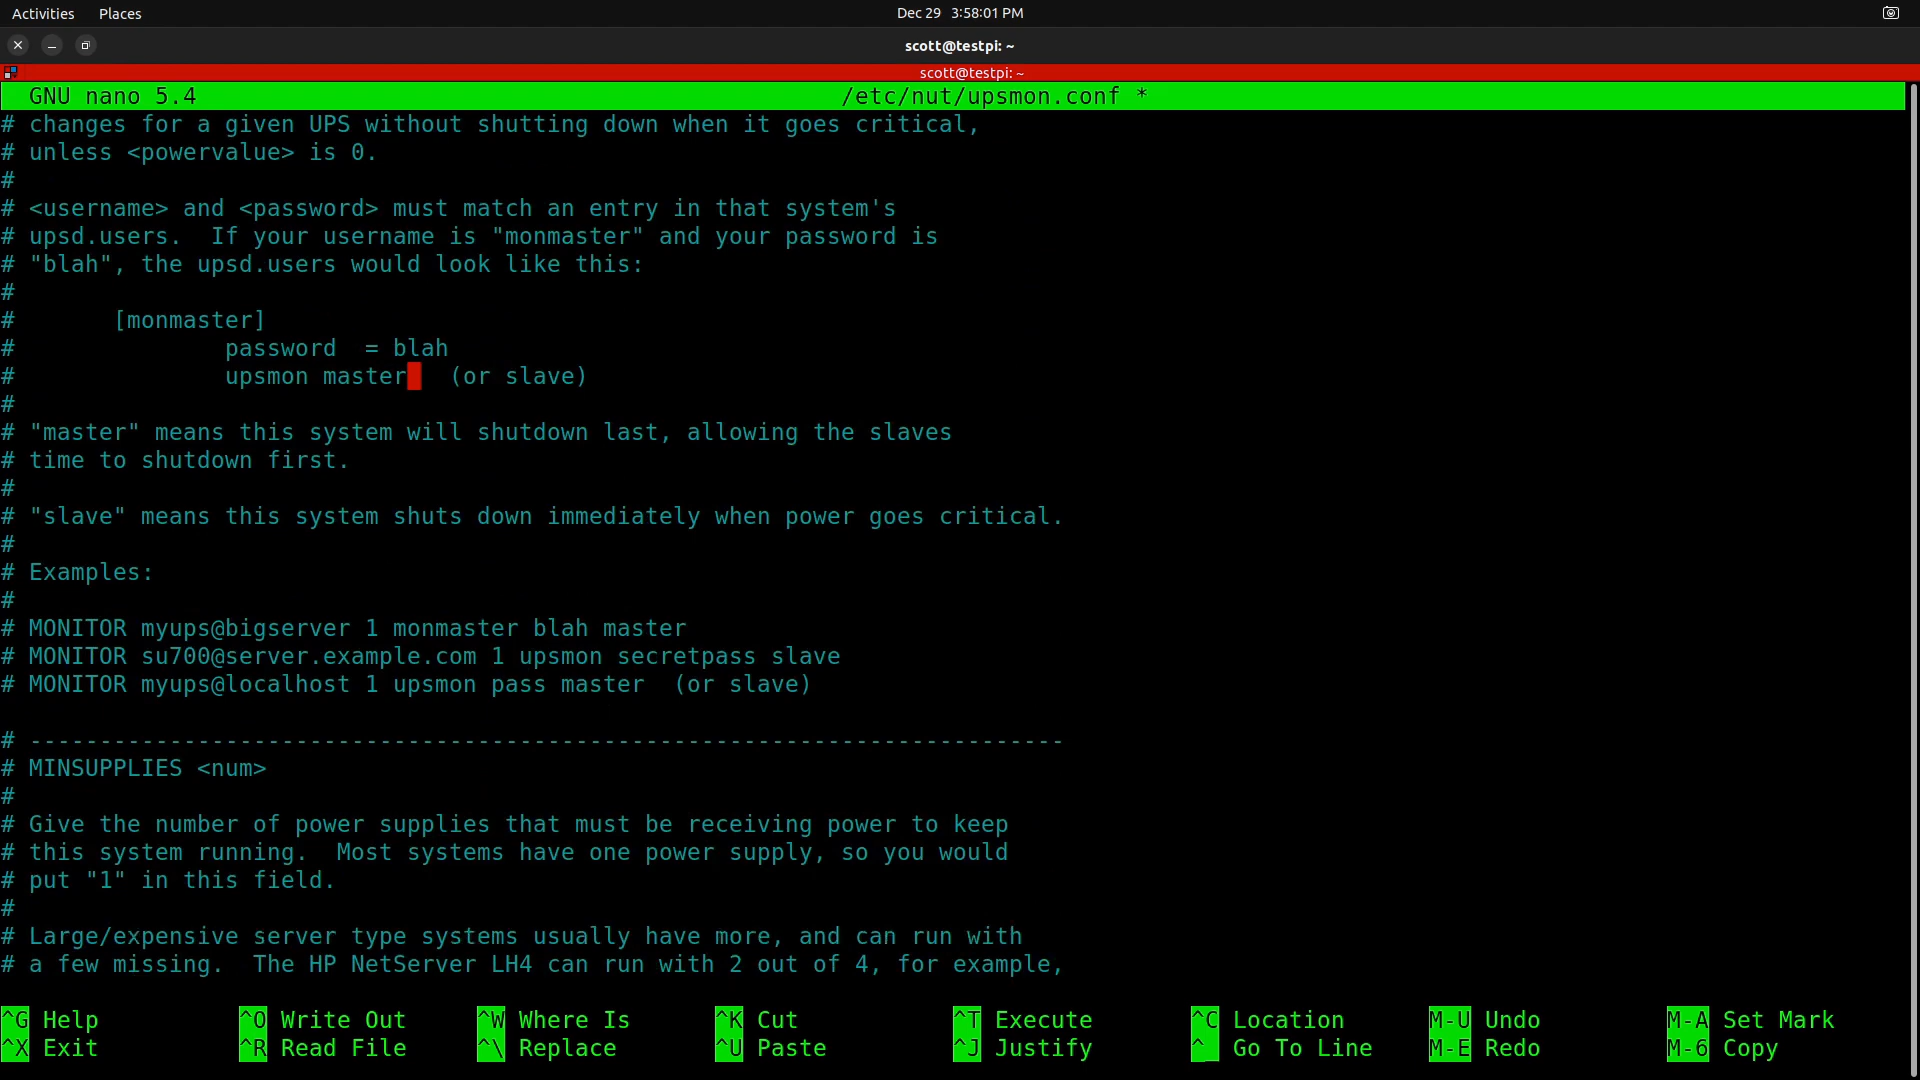 Activities Places Dec 29 3:58:01 PM
scott@testpi: ~
scott@testpi: ~
GNU nano 5.4 /etc/nut/upsmon.conf *
# changes for a given UPS without shutting down when it goes critical,
# unless <powervalue> is 0.
#
# <username> and <password> must match an entry in that system's
# upsd.users.  If your username is "monmaster" and your password is
# "blah", the upsd.users would look like this:
#
#       [monmaster]
#               password  = blah
#               upsmon master   (or slave)
#
# "master" means this system will shutdown last, allowing the slaves
# time to shutdown first.
#
# "slave" means this system shuts down immediately when power goes critical.
#
# Examples:
#
# MONITOR myups@bigserver 1 monmaster blah master
# MONITOR su700@server.example.com 1 upsmon secretpass slave
# MONITOR myups@localhost 1 upsmon pass master  (or slave)
# --------------------------------------------------------------------------
# MINSUPPLIES <num>
#
# Give the number of power supplies that must be receiving power to keep
# this system running.  Most systems have one power supply, so you would
# put "1" in this field.
#
# Large/expensive server type systems usually have more, and can run with
# a few missing.  The HP NetServer LH4 can run with 2 out of 4, for example,
^G Help ^O Write Out ^W Where Is ^K Cut ^T Execute ^C Location M-U Undo M-A Set Mark
^X Exit ^R Read File ^\ Replace ^U Paste ^J Justify ^_ Go To Line M-E Redo M-6 Copy